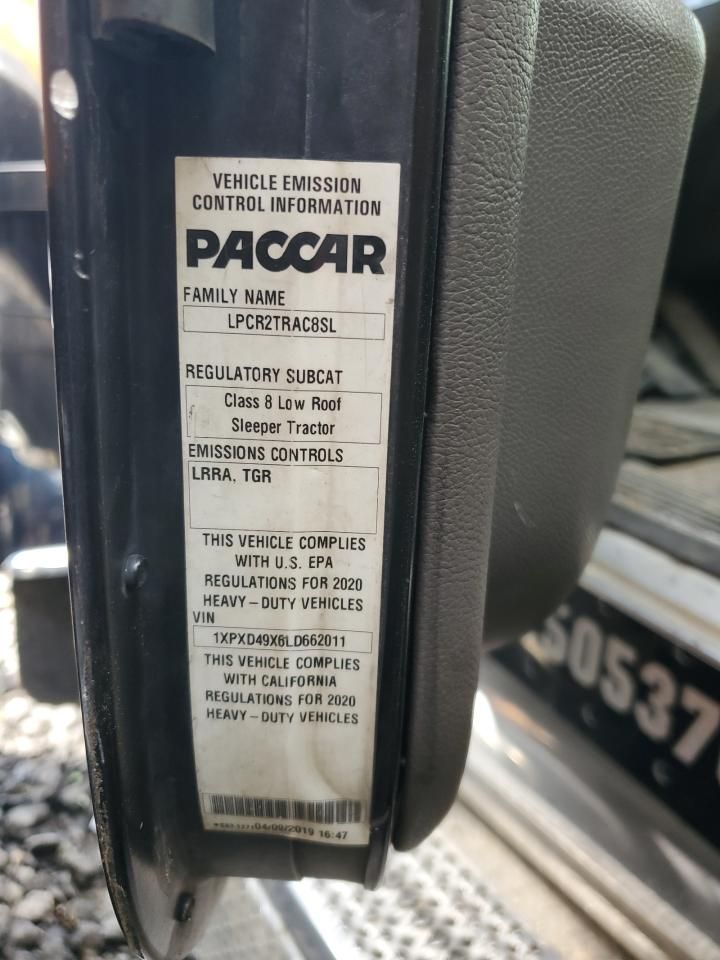 VEHICLE EMISSION
CONTROL INFORMATION
PACCAR
FAMILY NAME
LPCR2TRAC8SL
REGULATORY SUBCAT
Class 8 Low Roof
Sleeper Tractor
EMISSIONS CONTROLS
LRRA, TGR
THIS VEHICLE COMPLIES
WITH U.S. EPA
REGULATIONS FOR 2020
HEAVY-DUTY VEHICLES
VIN
1XPXD49X6LD662011
THIS VEHICLE COMPLIES
WITH CALIFORNIA
REGULATIONS FOR 2020
HEAVY-DUTY VEHICLES
04/09/2019 16:47
50537